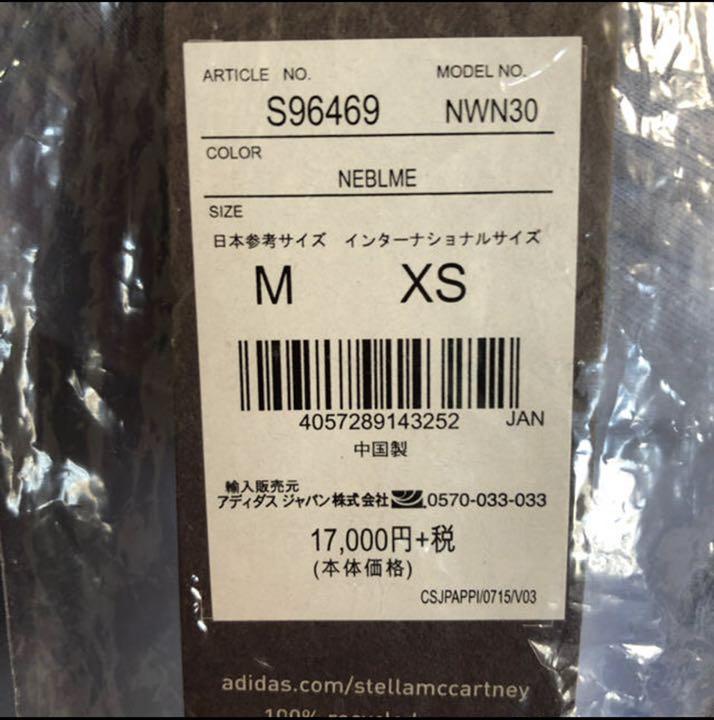 ARTICLE NO. MODEL NO.
S96469 NWN30
COLOR
NEBLME
SIZE
日本参考サイズ インターナショナルサイズ
M XS
4057289143252 JAN
中国製
輸入販売元
アディダス ジャパン株式会社 0570-033-033
17,000円+税
(本体価格)
CSJPAPPI/0715/V03
adidas.com/stellamccartney
100% recycled